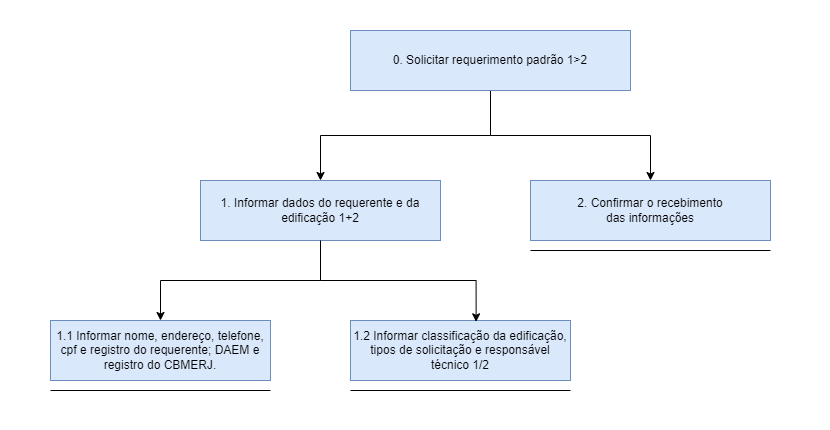 0. Solicitar requerimento padrão 1>2
1. Informar dados do requerente e da
edificação 1+2
2. Confirmar o recebimento
das informações
1.1 Informar nome, endereço, telefone,
cpf e registro do requerente; DAEM e
registro do CBMERJ.
1.2 Informar classificação da edificação,
tipos de solicitação e responsável
técnico 1/2